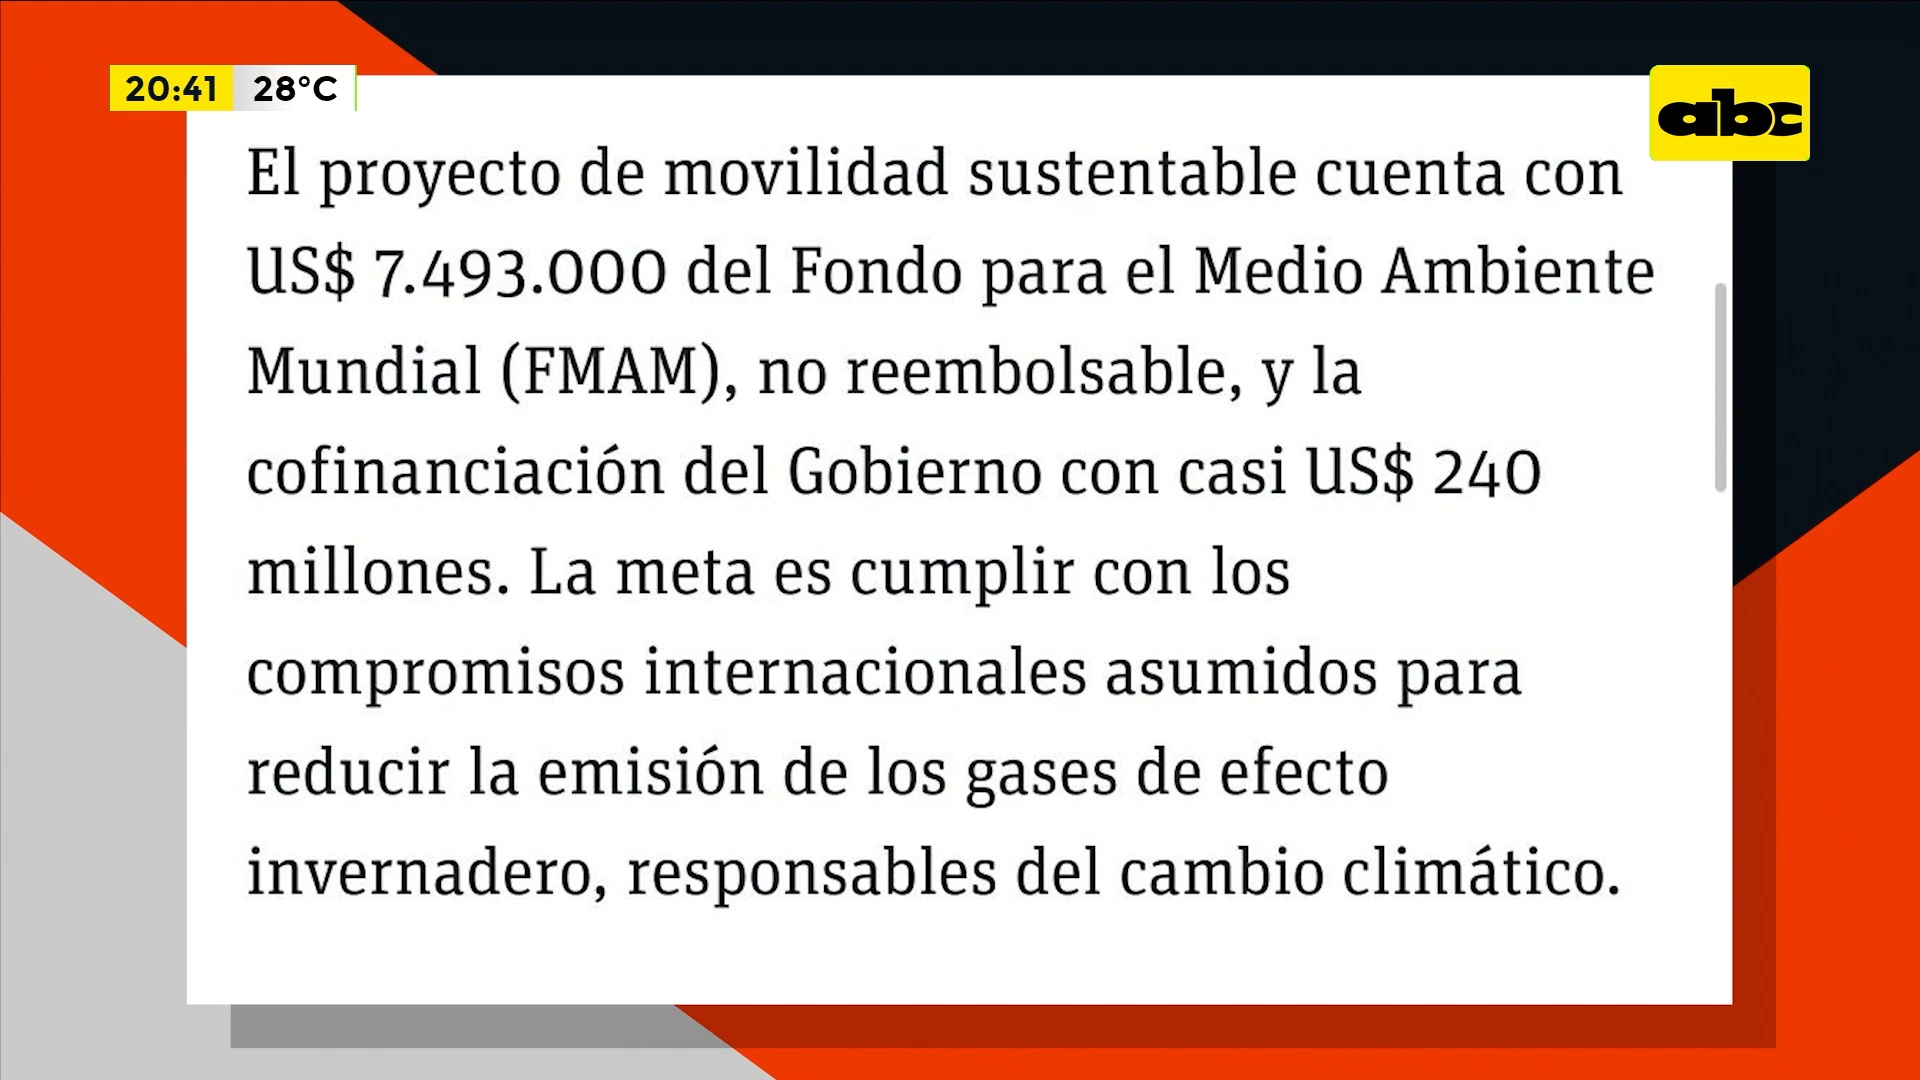 20:41 28°C
abc
El proyecto de movilidad sustentable cuenta con
US$ 7.493.000 del Fondo para el Medio Ambiente
Mundial (FMAM), no reembolsable, y la
cofinanciación del Gobierno con casi US$ 240
millones. La meta es cumplir con los
compromisos internacionales asumidos para
reducir la emisión de los gases de efecto
invernadero, responsables del cambio climático.